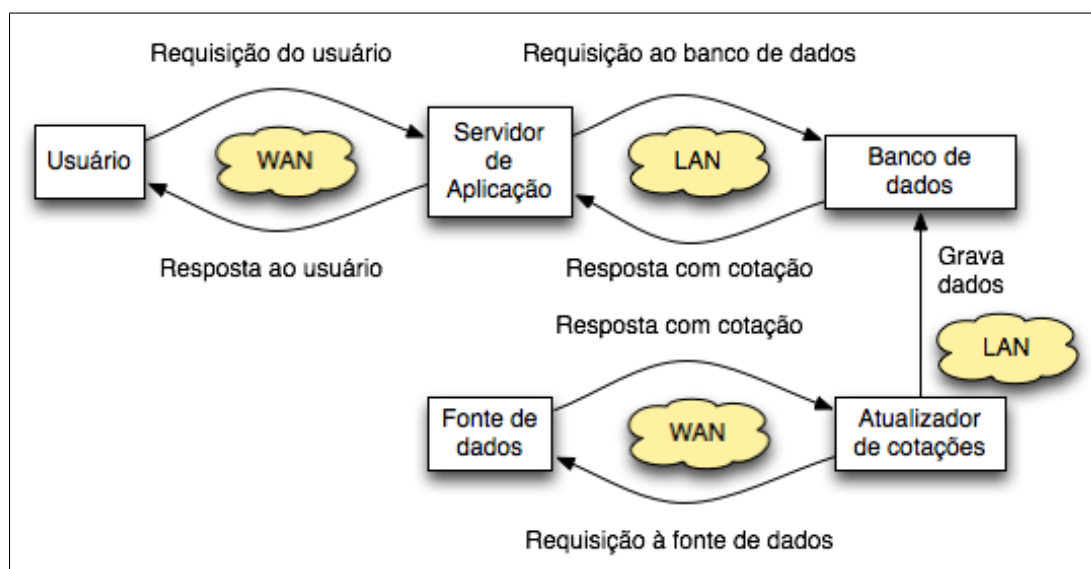 Requisição do usuário
Requisição ao banco de dados
Usuário
WAN
Servidor
de
Aplicação
LAN
Banco de
dados
Resposta ao usuário
Resposta com cotação
Grava
dados
Resposta com cotação
LAN
Fonte de
dados
WAN
Atualizador
de cotações
Requisição à fonte de dados